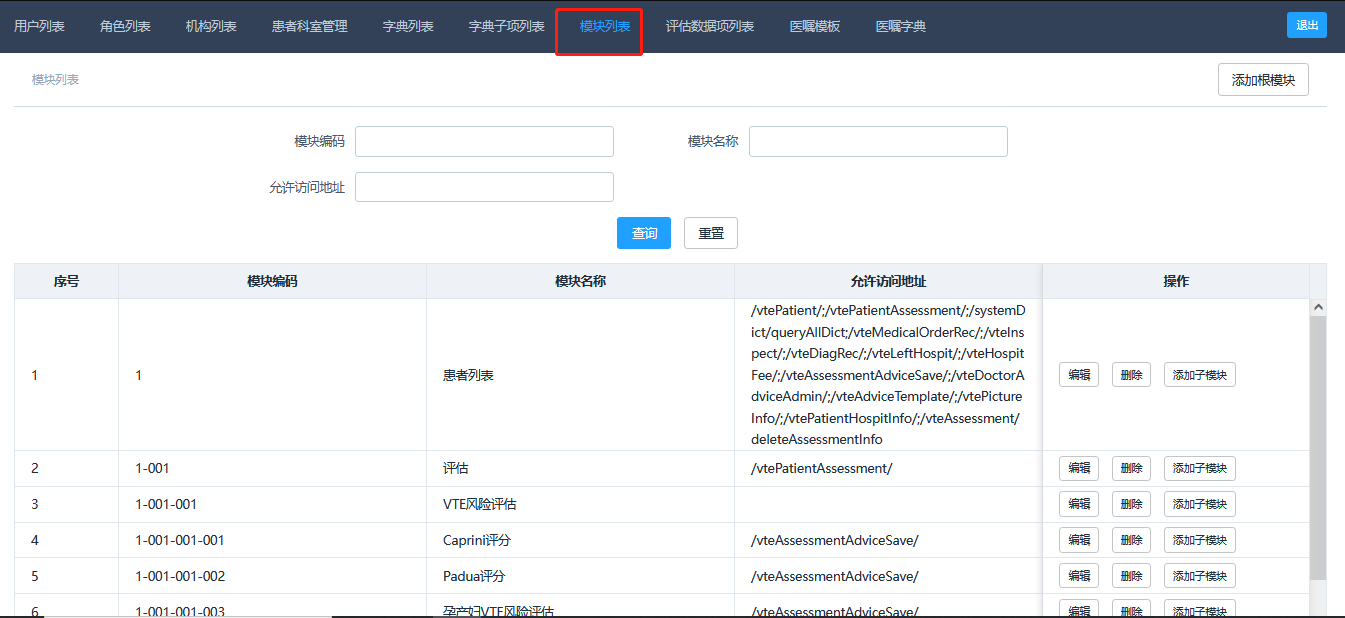 用户列表 角色列表 机构列表 患者科室管理 字典列表 字典子项列表 模块列表 评估数据项列表 医嘱模板 医嘱字典 退出
模块列表 添加根模块
模块编码 模块名称
允许访问地址
查询 重置
序号 模块编码 模块名称 允许访问地址 操作
/vtePatient/;/vtePatientAssessment/;/systemD
ict/queryAllDict;/vteMedicalOrderRec/;/vteIns
pect/;/vteDiagRec/;/vteLeftHospit/;/vteHospit
1 1 患者列表 Fee/;/vteAssessmentAdviceSave/;/vteDoctorA 编辑 删除 添加子模块
dviceAdmin/;/vteAdviceTemplate/;/vtePicture
Info/;/vtePatientHospitInfo/;/vteAssessment/
deleteAssessmentInfo
2 1-001 评估 /vtePatientAssessment/ 编辑 删除 添加子模块
3 1-001-001 VTE风险评估 编辑 删除 添加子模块
4 1-001-001-001 Caprini评分 /vteAssessmentAdviceSave/ 编辑 删除 添加子模块
5 1-001-001-002 Padua评分 /vteAssessmentAdviceSave/ 编辑 删除 添加子模块
6 1-001-001-003 孕产妇VTE风险评估 /vteAssessmentAdviceSave/ 编辑 删除 添加子模块